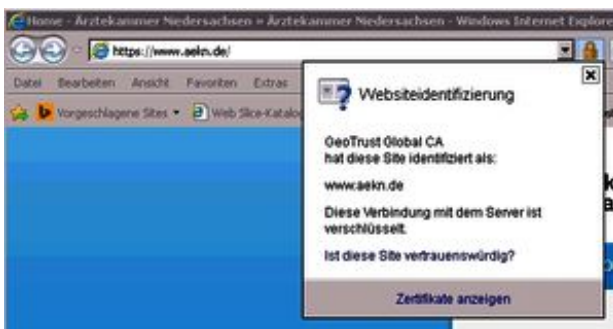 Home - Ärztekammer Niedersachsen » Ärztekammer Niedersachsen - Windows Internet Explore
https://www.aekn.de/
Datei Bearbeiten Ansicht Favoriten Extras
Vorgeschlagene Sites Web Slice-Katalo
Websiteidentifizierung
GeoTrust Global CA
hat diese Site identifiziert als:
www.aekn.de
Diese Verbindung mit dem Server ist
verschlüsselt.
Ist diese Site vertrauenswürdig?
Zertifikate anzeigen